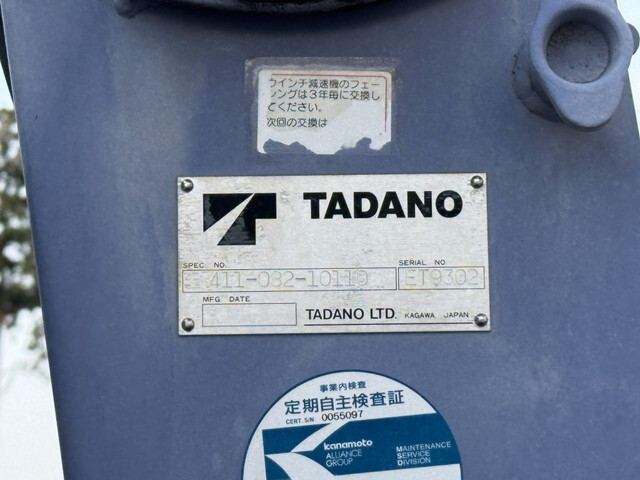 ウインチ減速機のフェー
シングは3年毎に交換し
てください。
次回の交換は
TADANO
SPEC NO.
411-032-10110
SERIAL NO
ET9302
MFG. DATE
TADANO LTD. KAGAWA JAPAN
事業内検査
定期自主検査証
CERT. S/N 0055097
kanamoto
ALLIANCE
GROUP
MAINTENANCE
SERVICE
DIVISION